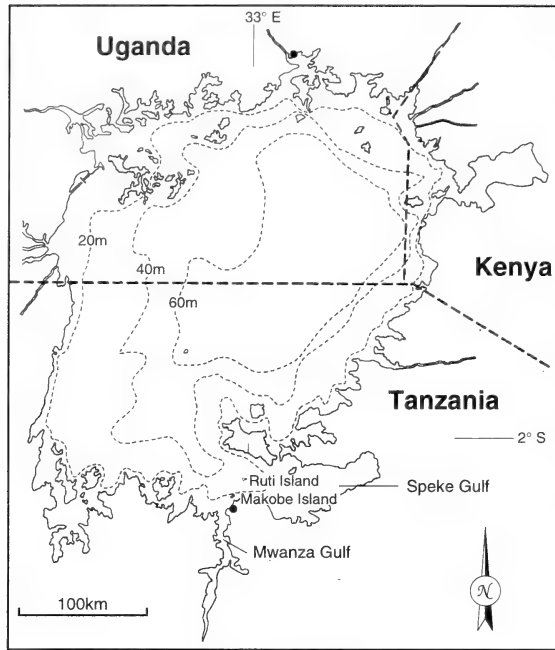 33° E
Uganda
20m
40m
60m
Kenya
Tanzania
2° S
Ruti Island
Makobe Island
Speke Gulf
Mwanza Gulf
100km
N